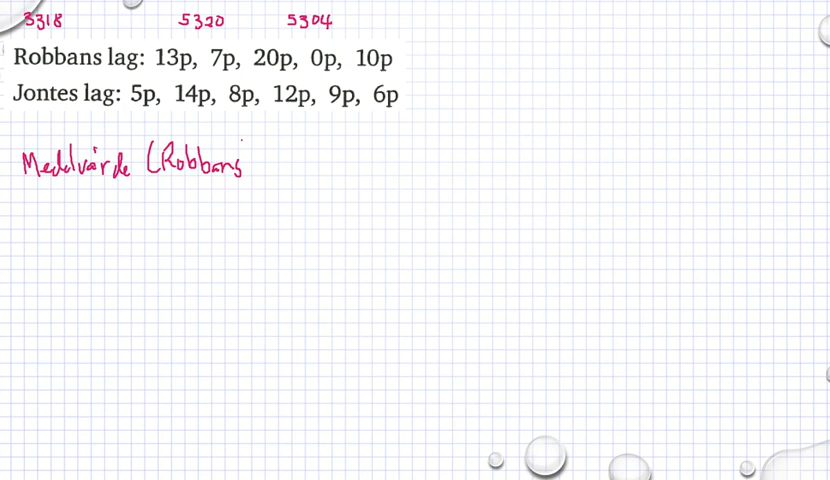 3318 5320 5304
Robbans lag: 13p, 7p, 20p, 0p, 10p
Jontes lag: 5p, 14p, 8p, 12p, 9p, 6p
Medelvärde (Robbans